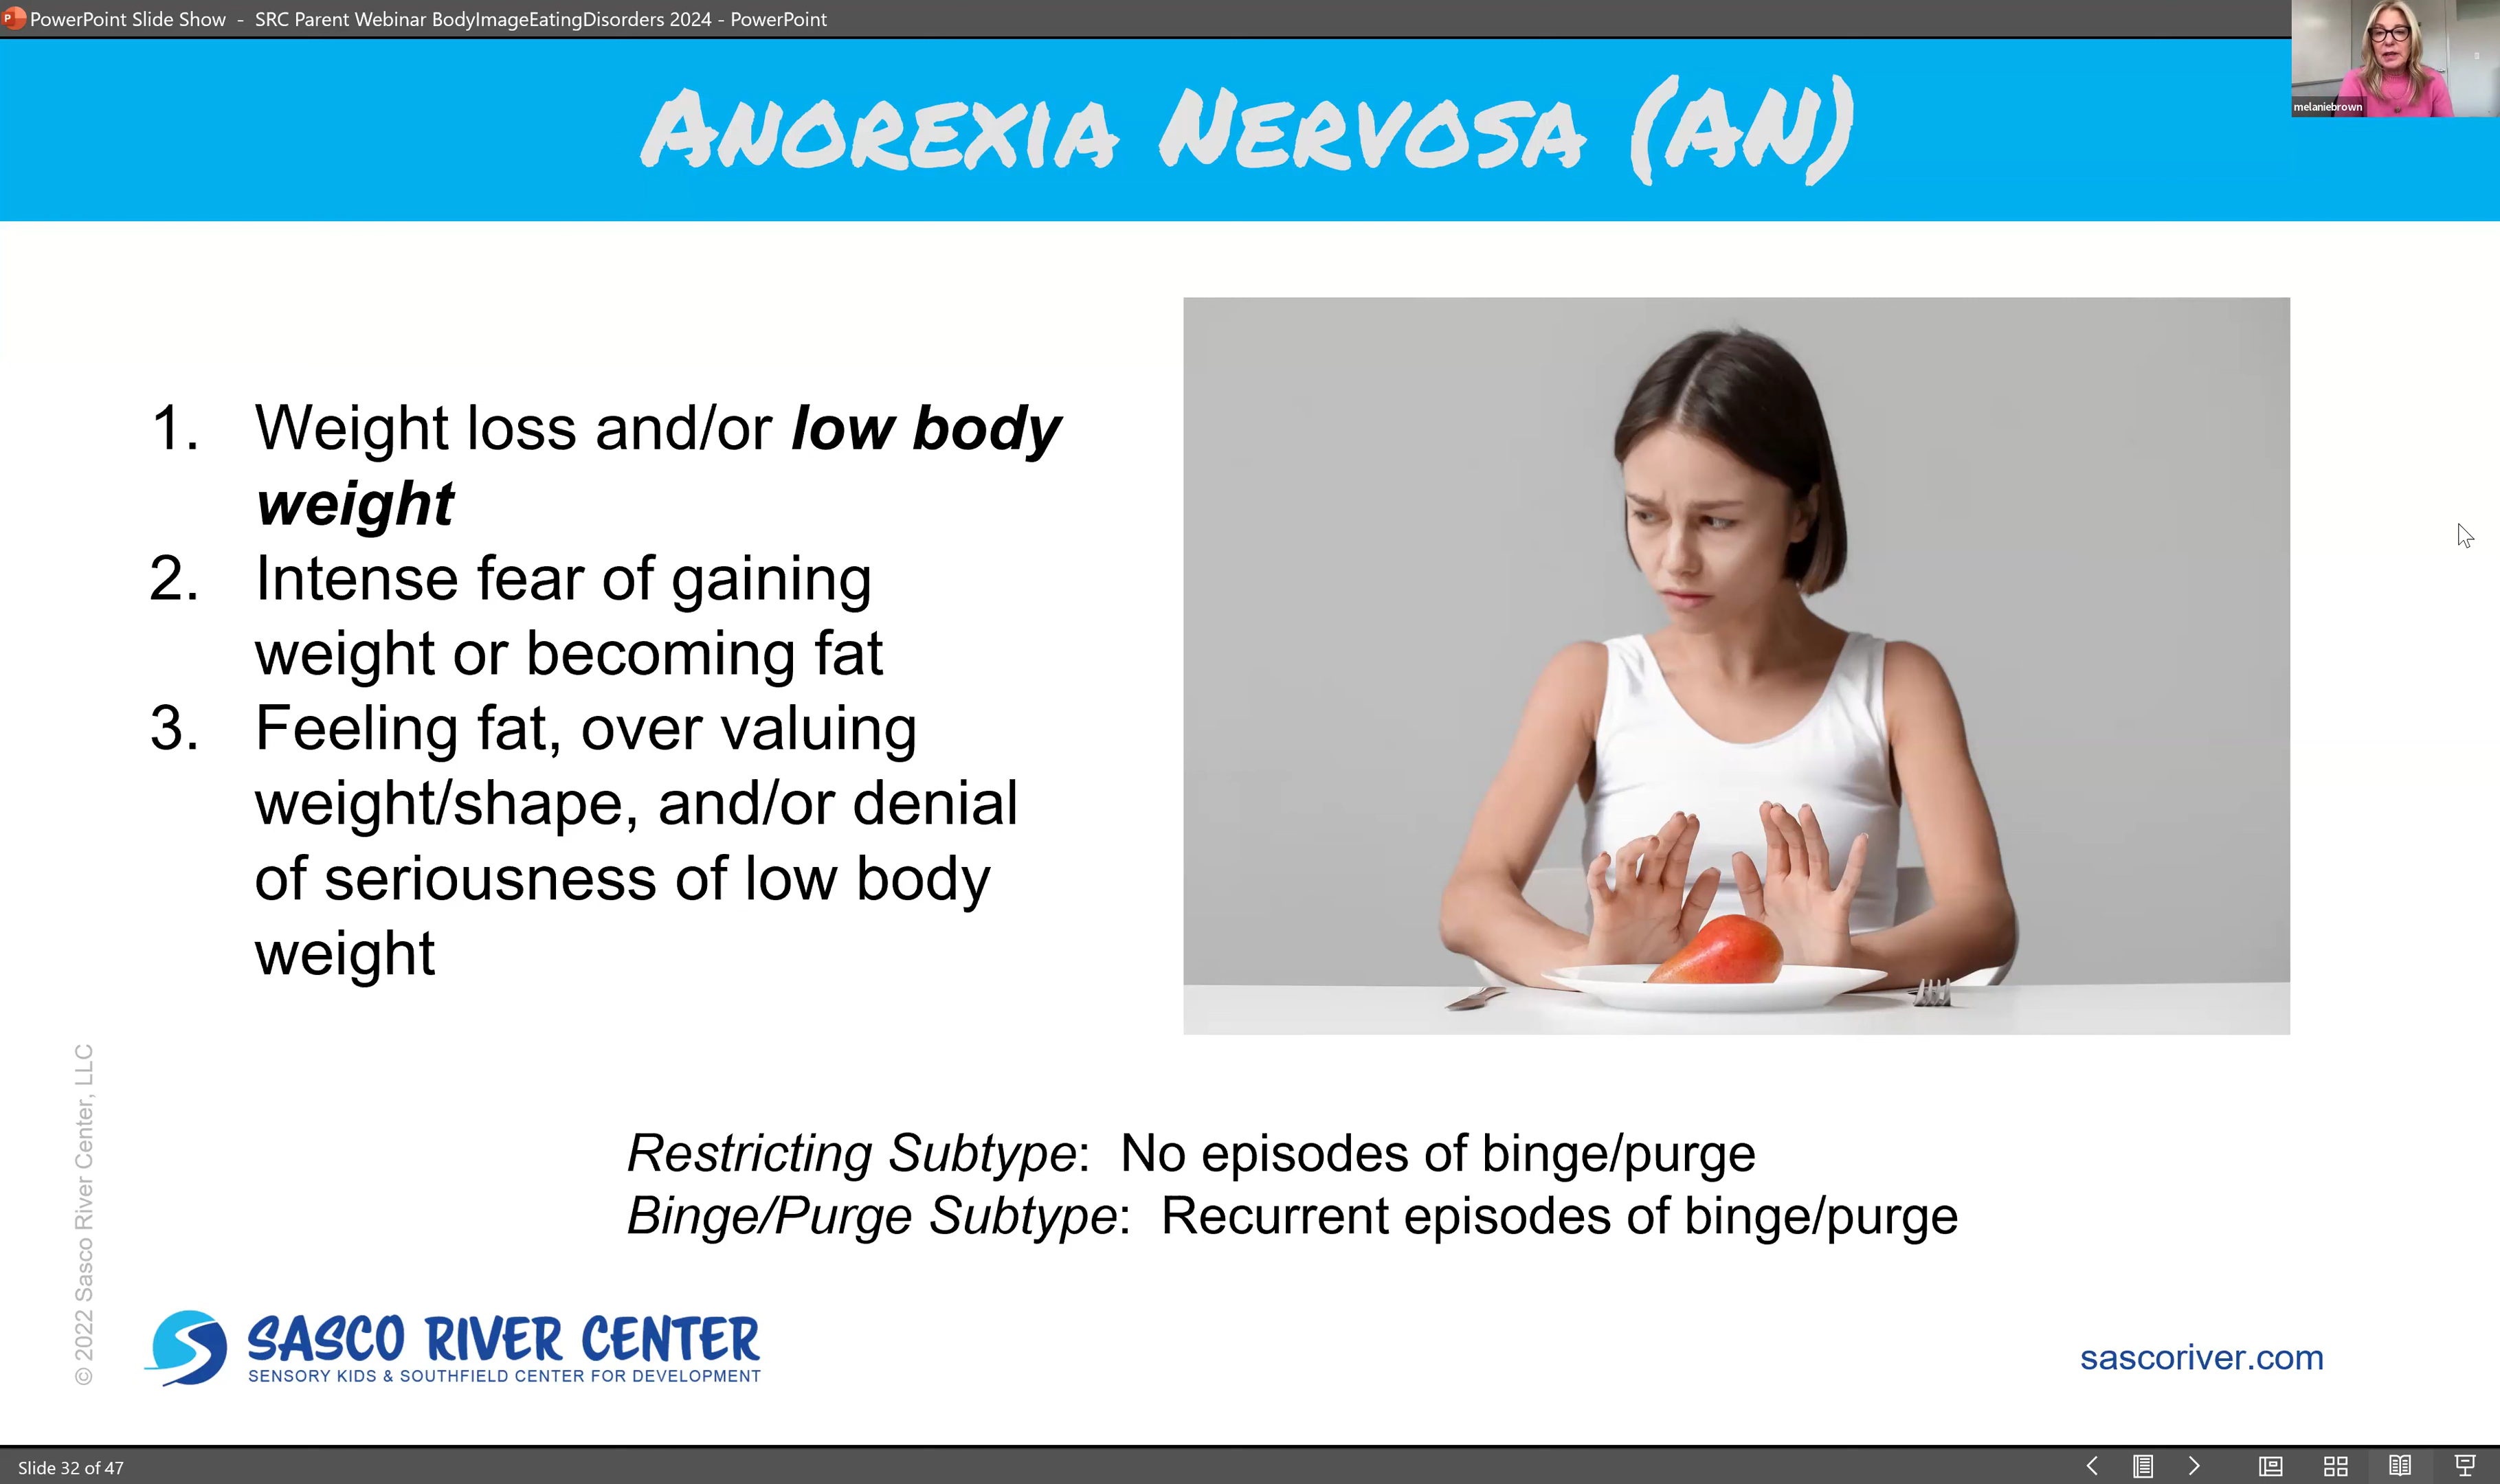 PowerPoint Slide Show - SRC Parent Webinar BodyImageEatingDisorders 2024 - PowerPoint
melaniebrown
ANOREXIA NERVOSA (AN)
1. Weight loss and/or low body
weight
2. Intense fear of gaining
weight or becoming fat
3. Feeling fat, over valuing
weight/shape, and/or denial
of seriousness of low body
weight
Restricting Subtype: No episodes of binge/purge
Binge/Purge Subtype: Recurrent episodes of binge/purge
© 2022 Sasco River Center, LLC
SASCO RIVER CENTER
SENSORY KIDS & SOUTHFIELD CENTER FOR DEVELOPMENT
sascoriver.com
Slide 32 of 47